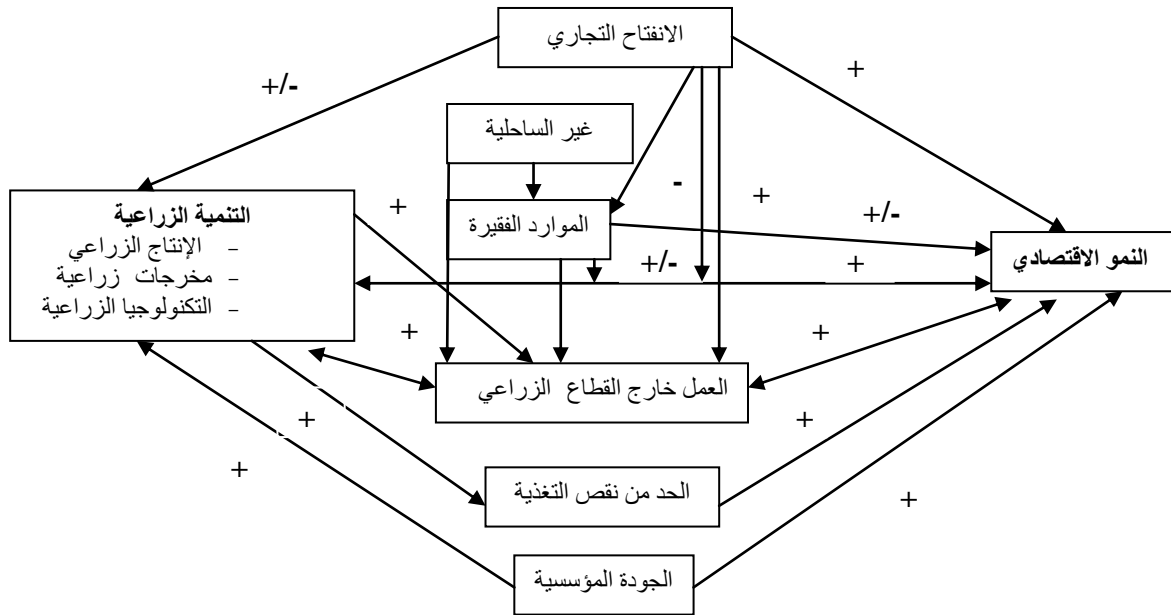 الانفتاح التجاري
+
+/-
غير الساحلية
-
+
+
الموارد الفقيرة
+/-
التنمية الزراعية
- الإنتاج الزراعي
- مخرجات زراعية
- التكنولوجيا الزراعية
+/-
+
النمو الاقتصادي
+
+
العمل خارج القطاع الزراعي
+
+
+
الحد من نقص التغذية
+
الجودة المؤسسية